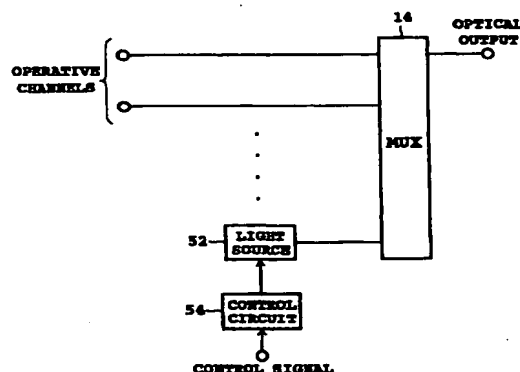 14
OPTICAL
OUTPUT
OPERATIVE
CHANNELS
MUX
52
LIGHT
SOURCE
54
CONTROL
CIRCUIT
CONTROL SIGNAL